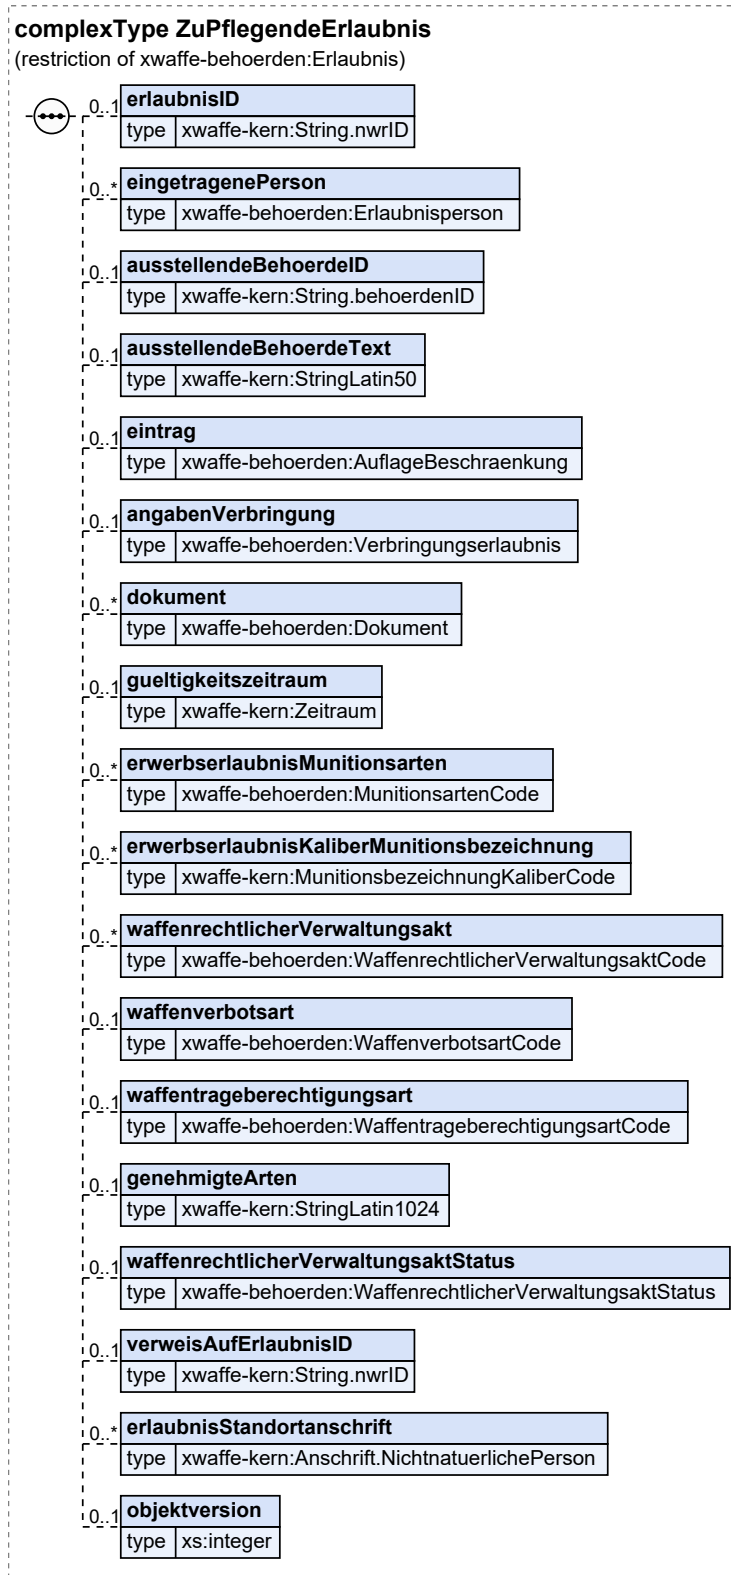 complexType ZuPflegendeErlaubnis
(restriction of xwaffe-behoerden:Erlaubnis)
0..1 erlaubnisID
type xwaffe-kern:String.nwrID
0..* eingetragenePerson
type xwaffe-behoerden:Erlaubnisperson
0..1 ausstellendeBehoerdeID
type xwaffe-kern:String.behoerdenID
0..1 ausstellendeBehoerdeText
type xwaffe-kern:StringLatin50
0..1 eintrag
type xwaffe-behoerden:AuflageBeschraenkung
0..1 angabenVerbringung
type xwaffe-behoerden:Verbringungserlaubnis
0..* dokument
type xwaffe-behoerden:Dokument
0..1 gueltigkeitszeitraum
type xwaffe-kern:Zeitraum
0..* erwerbserlaubnisMunitionsarten
type xwaffe-behoerden:MunitionsartenCode
0..* erwerbserlaubnisKaliberMunitionsbezeichnung
type xwaffe-kern:MunitionsbezeichnungKaliberCode
0..* waffenrechtlicherVerwaltungsakt
type xwaffe-behoerden:WaffenrechtlicherVerwaltungsaktCode
0..1 waffenverbotsart
type xwaffe-behoerden:WaffenverbotsartCode
0..1 waffentrageberechtigungsart
type xwaffe-behoerden:WaffentrageberechtigungsartCode
0..1 genehmigteArten
type xwaffe-kern:StringLatin1024
0..1 waffenrechtlicherVerwaltungsaktStatus
type xwaffe-behoerden:WaffenrechtlicherVerwaltungsaktStatus
0..1 verweisAufErlaubnisID
type xwaffe-kern:String.nwrID
0..* erlaubnisStandortanschrift
type xwaffe-kern:Anschrift.NichtnatuerlichePerson
0..1 objektversion
type xs:integer